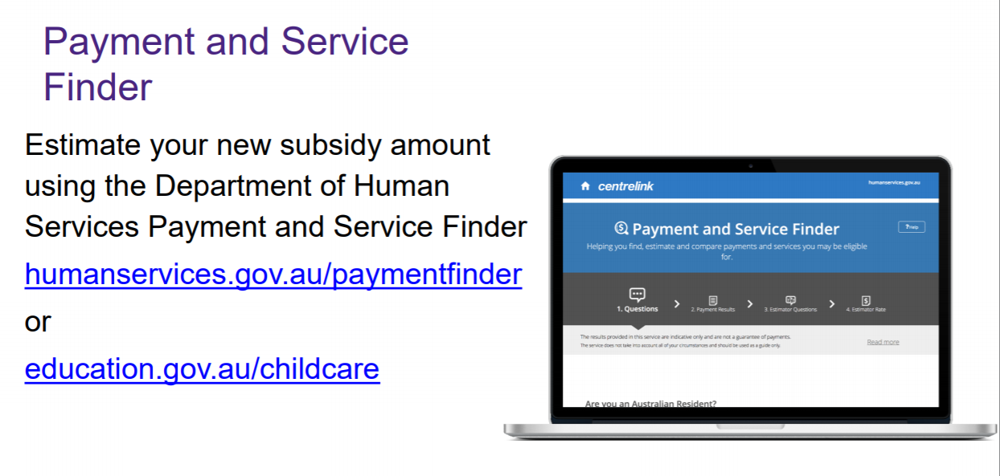 Payment and Service
Finder
Estimate your new subsidy amount
using the Department of Human
Services Payment and Service Finder
humanservices.gov.au/paymentfinder
or
education.gov.au/childcare
centrelink
humanservices.gov.au
Payment and Service Finder
?Help
Helping you find, estimate and compare payments and services you may be eligible
for.
1. Questions
2. Payment Results
3. Estimator Questions
4. Estimator Rate
The results provided in this service are indicative only and are not a guarantee of payments.
The service does not take into account all of your circumstances and should be used as a guide only.
Read more
Are you an Australian Resident?